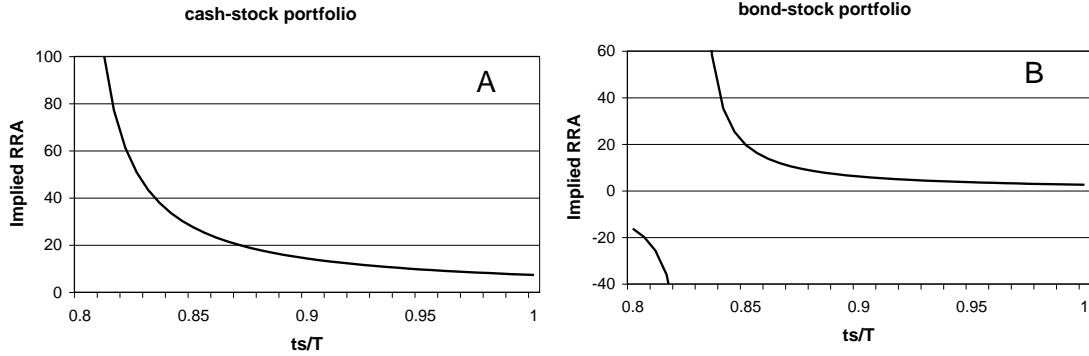 cash-stock portfolio
100
80
60
40
20
0
Implied RRA
A
0.8
0.85
0.9
0.95
1
ts/T
bond-stock portfolio
60
40
20
0
-20
-40
Implied RRA
B
0.8
0.85
0.9
0.95
1
ts/T